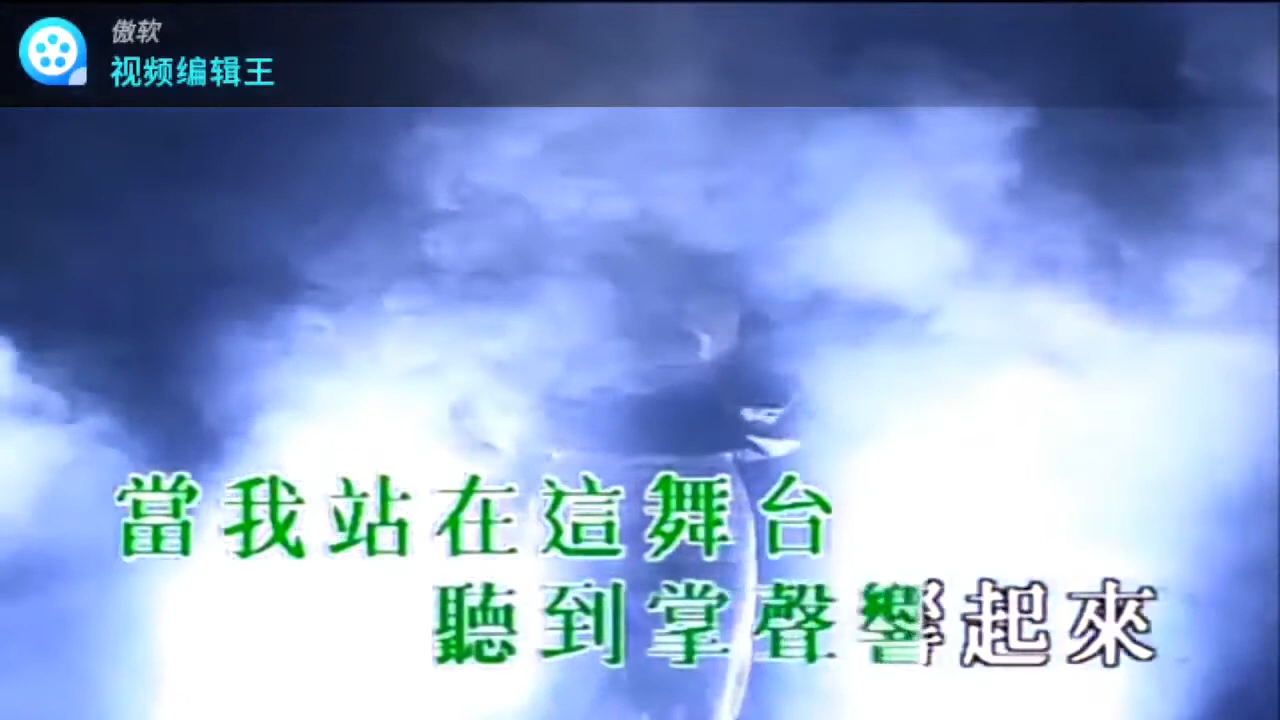 傲软
视频编辑王
當我站在這舞台
聽到掌聲響起來